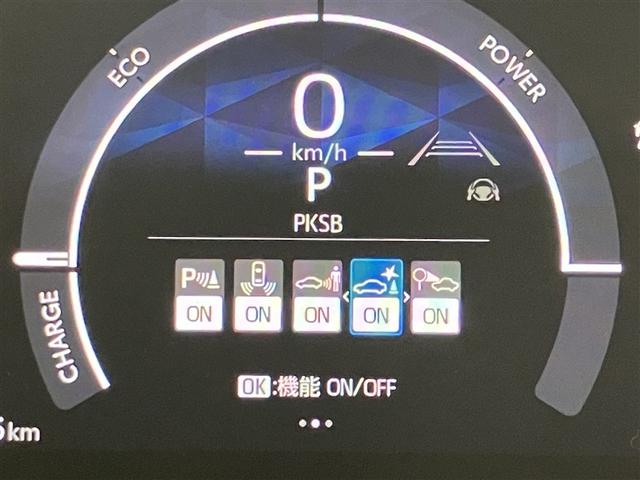 ECO
POWER
0
km/h
P
PKSB
P
ON ON ON ON ON
CHARGE
OK:機能 ON/OFF
km